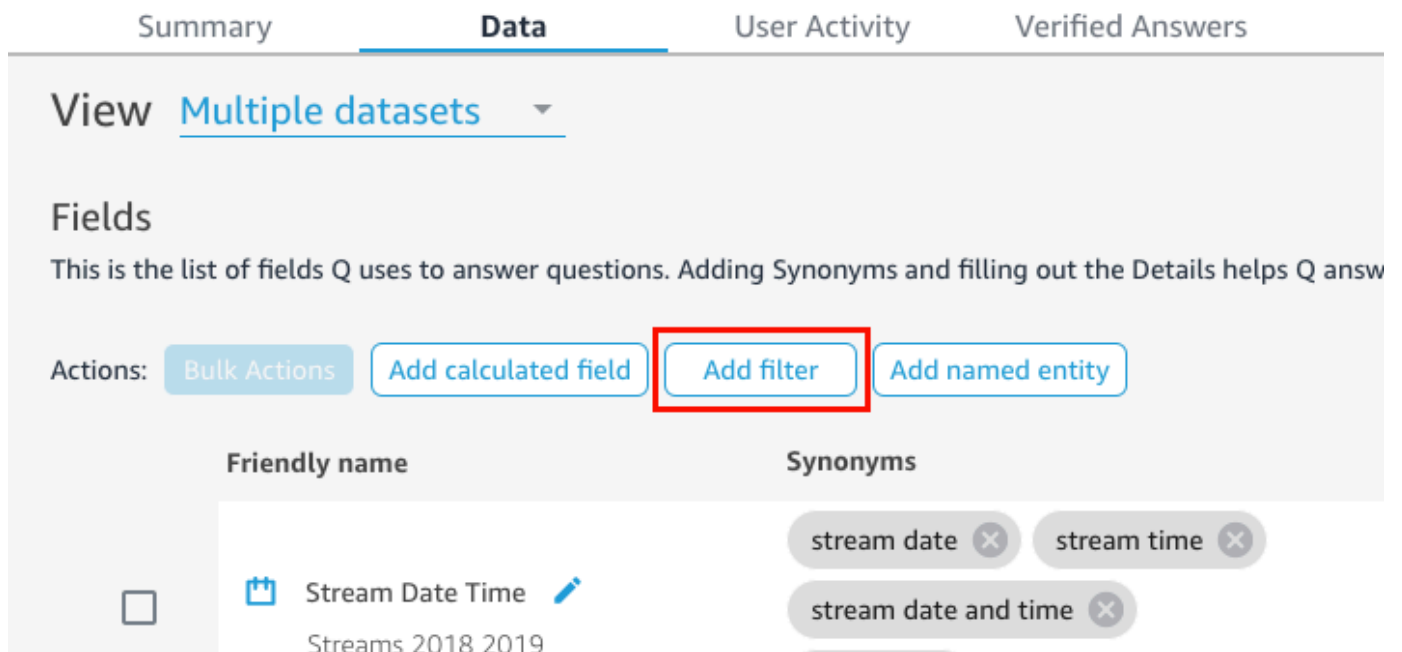 Summary Data User Activity Verified Answers
View Multiple datasets
Fields
This is the list of fields Q uses to answer questions. Adding Synonyms and filling out the Details helps Q answ
Actions: Bulk Actions Add calculated field Add filter Add named entity
Friendly name Synonyms
stream date stream time
Stream Date Time
stream date and time
Streams 2018 2019